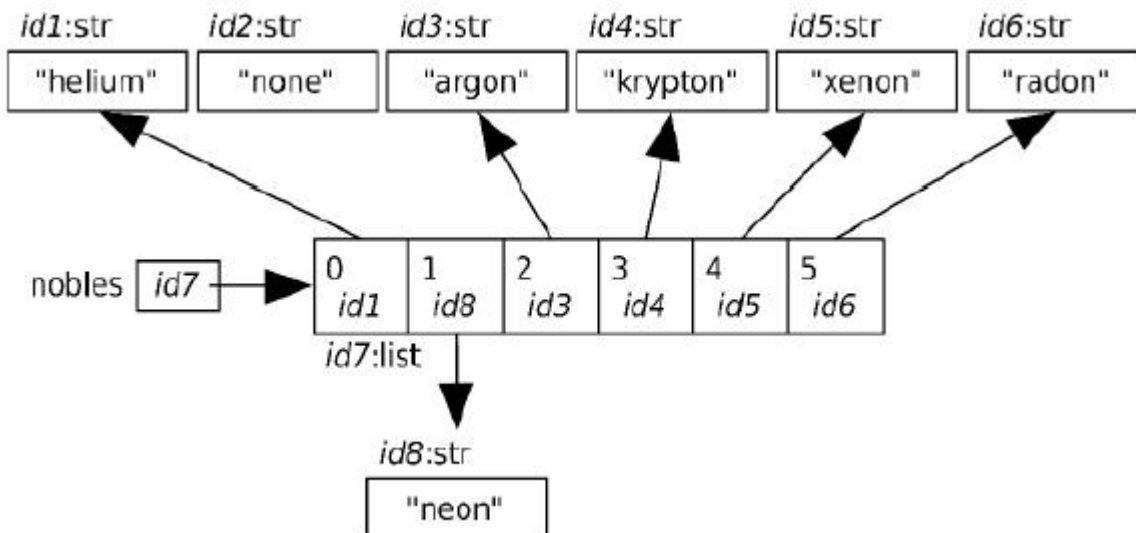 id1:str id2:str id3:str id4:str id5:str id6:str
"helium" "none" "argon" "krypton" "xenon" "radon"
0 1 2 3 4 5
nobles id7 id1 id8 id3 id4 id5 id6
id7:list
id8:str
"neon"